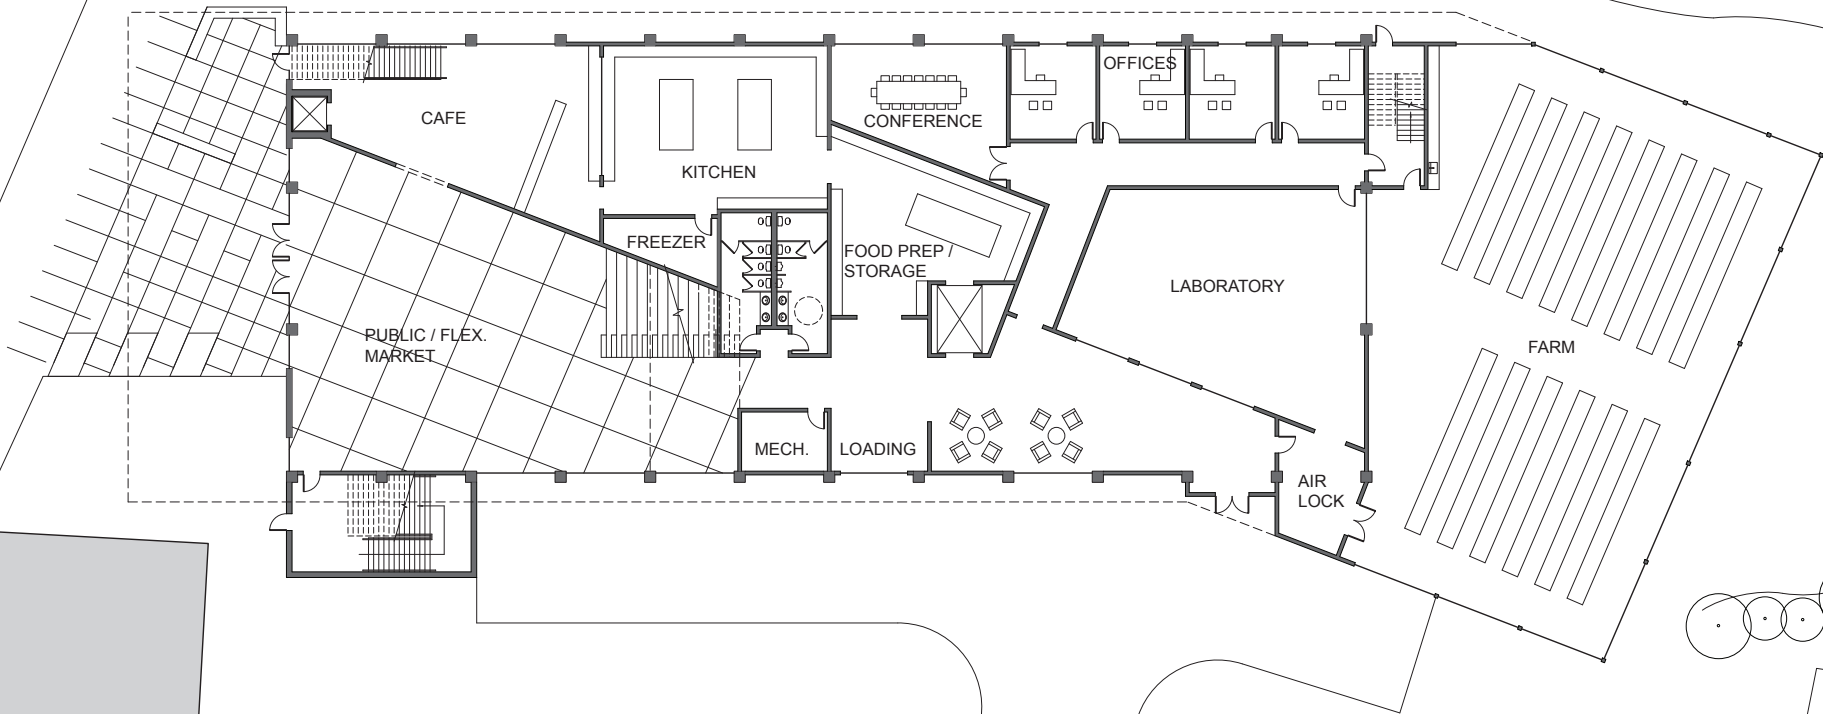 OFFICES
CAFE
CONFERENCE
KITCHEN
FREEZER
FOOD PREP /
STORAGE
LABORATORY
PUBLIC / FLEX.
MARKET
FARM
MECH.
LOADING
AIR
LOCK